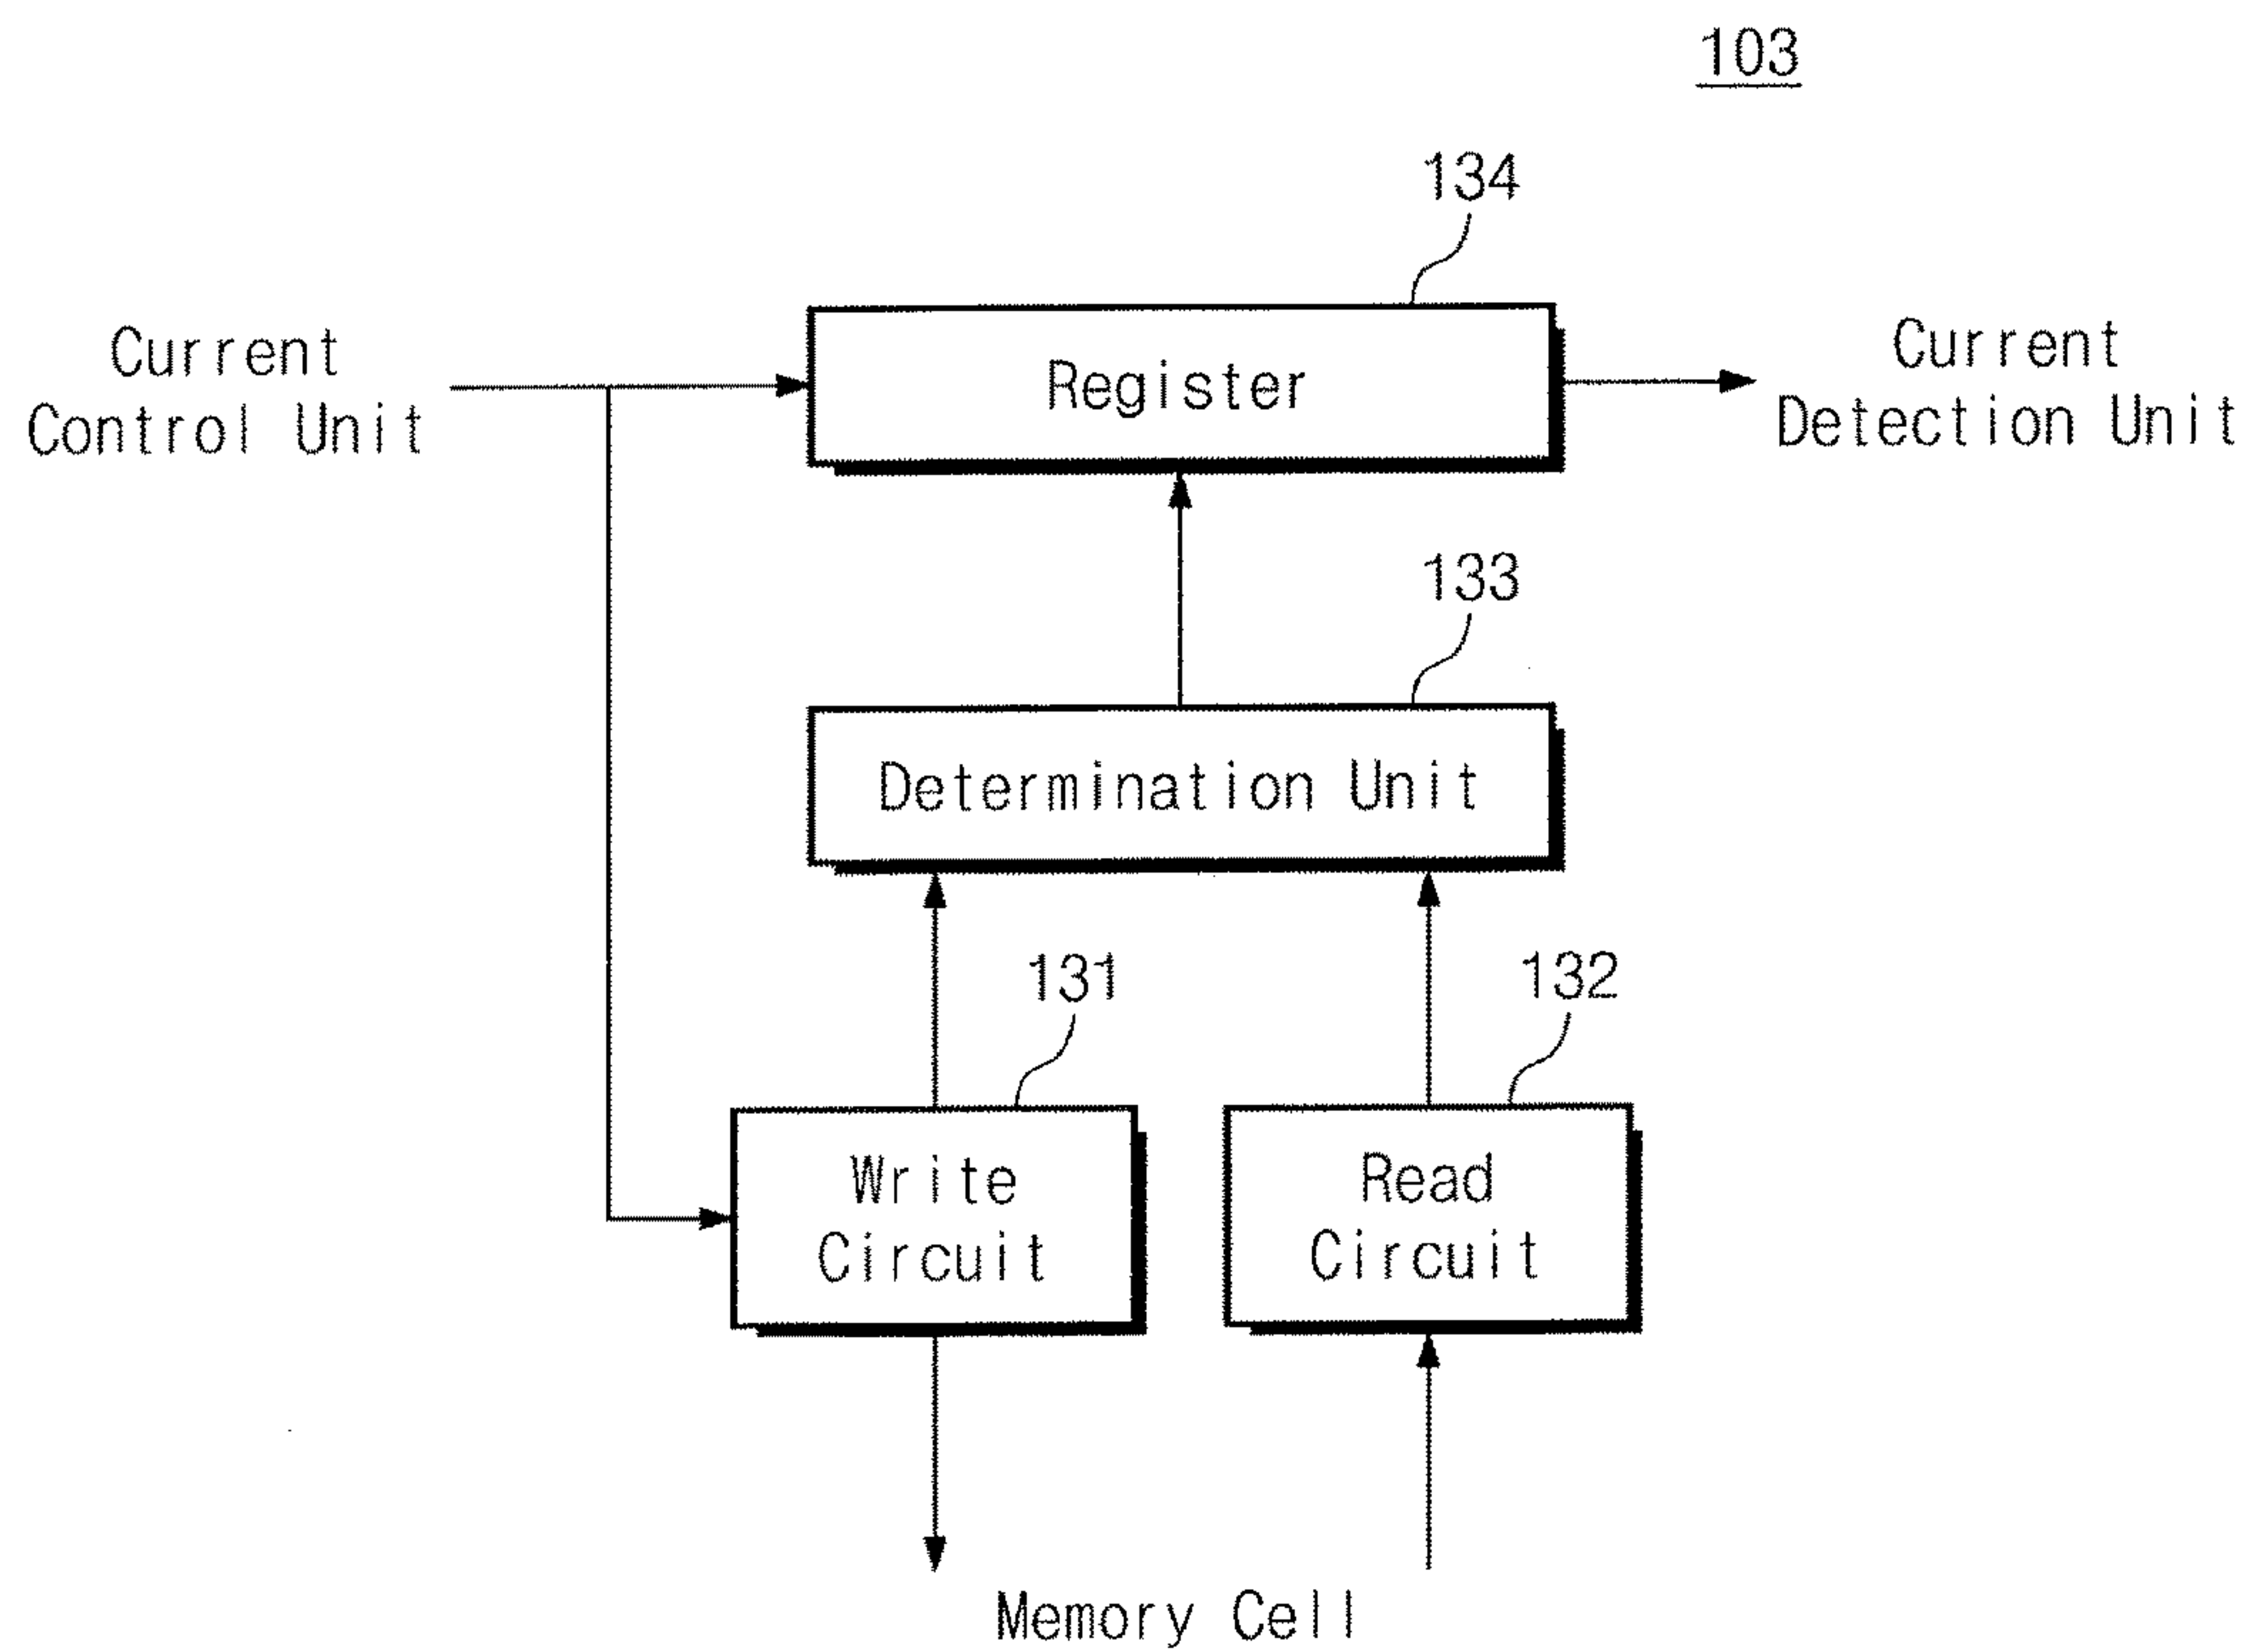 103
134
Current
Control Unit
Register
Current
Detection Unit
133
Determination Unit
131
132
Write
Circuit
Read
Circuit
Memory Cell